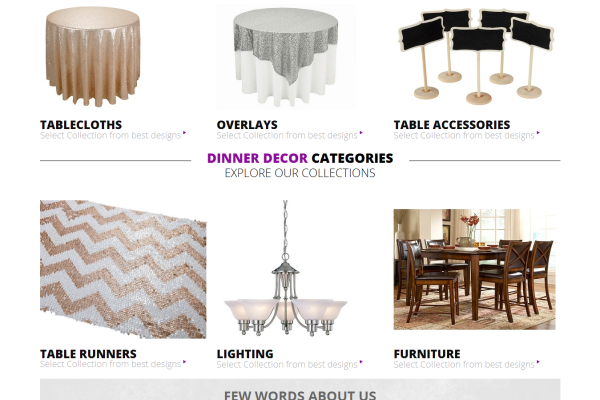 TABLECLOTHS
Select Collection from best designs
OVERLAYS
Select Collection from best designs
TABLE ACCESSORIES
Select Collection from best designs
DINNER DECOR CATEGORIES
EXPLORE OUR COLLECTIONS
TABLE RUNNERS
Select Collection from best designs
LIGHTING
Select Collection from best designs
FURNITURE
Select Collection from best designs
FEW WORDS ABOUT US